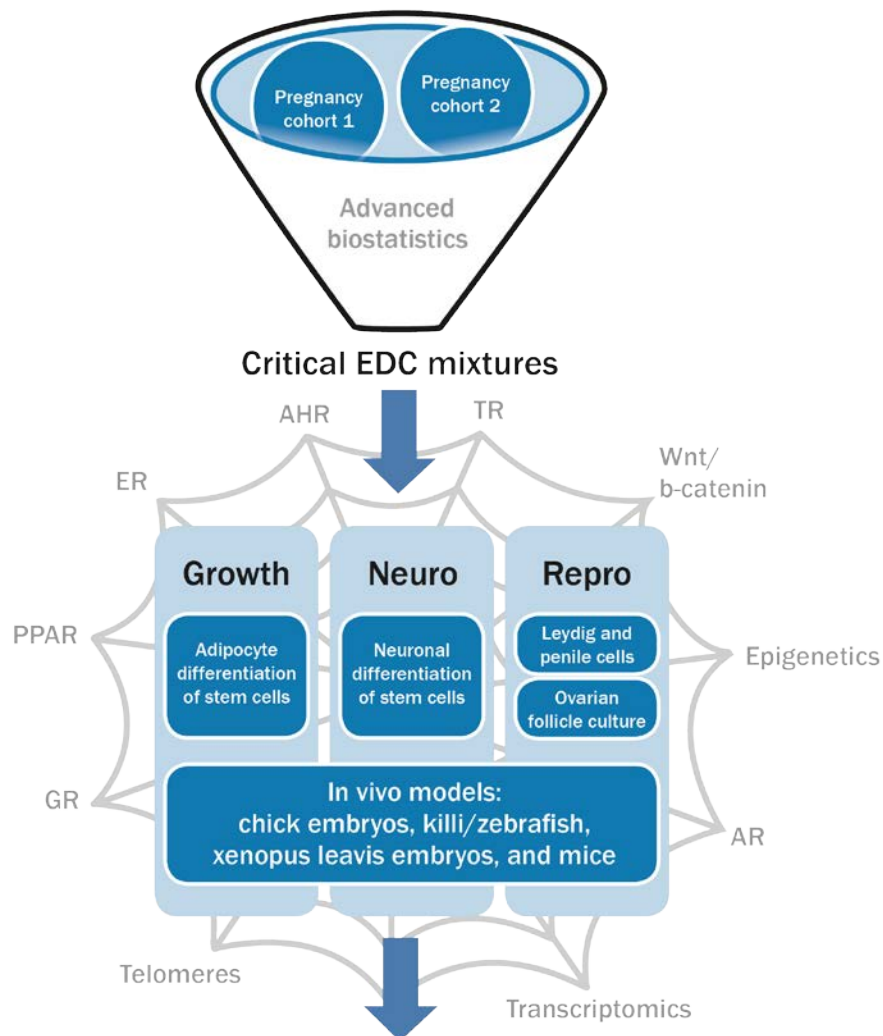 Pregnancy
cohort 1
Pregnancy
cohort 2
Advanced
biostatistics
Critical EDC mixtures
AHR
TR
ER
Wnt/
b-catenin
Growth
Neuro
Repro
PPAR
Adipocyte
differentiation
of stem cells
Neuronal
differentiation
of stem cells
Leydig and
penile cells
Ovarian
follicle culture
Epigenetics
GR
In vivo models:
chick embryos, killi/zebrafish,
xenopus leavis embryos, and mice
AR
Telomeres
Transcriptomics